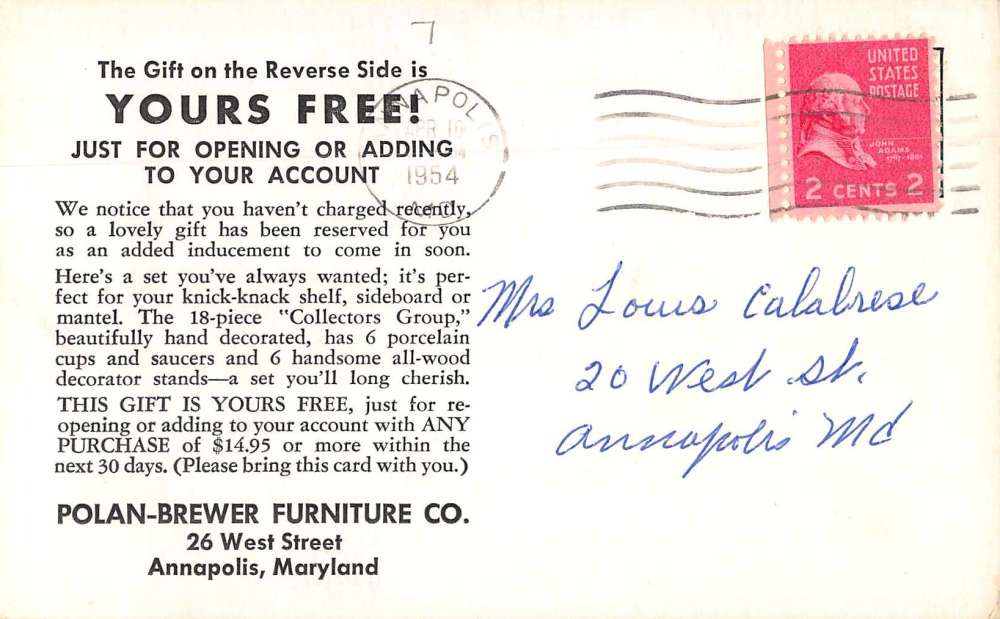 7
The Gift on the Reverse Side is
YOURS FREE!
JUST FOR OPENING OR ADDING
TO YOUR ACCOUNT
We notice that you haven't charged recently,
so a lovely gift has been reserved for you
as an added inducement to come in soon.
Here's a set you've always wanted; it's per-
fect for your knick-knack shelf, sideboard or
mantel. The 18-piece "Collectors Group,"
beautifully hand decorated, has 6 porcelain
cups and saucers and 6 handsome all-wood
decorator stands—a set you'll long cherish.
THIS GIFT IS YOURS FREE, just for re-
opening or adding to your account with ANY
PURCHASE of $14.95 or more within the
next 30 days. (Please bring this card with you.)
POLAN-BREWER FURNITURE CO.
26 West Street
Annapolis, Maryland
ANNAPOLIS
APR 10
1954
UNITED
STATES
POSTAGE
JOHN
ADAMS
2 CENTS 2
Mrs Louis Calabrese
20 West St.
Annapolis Md